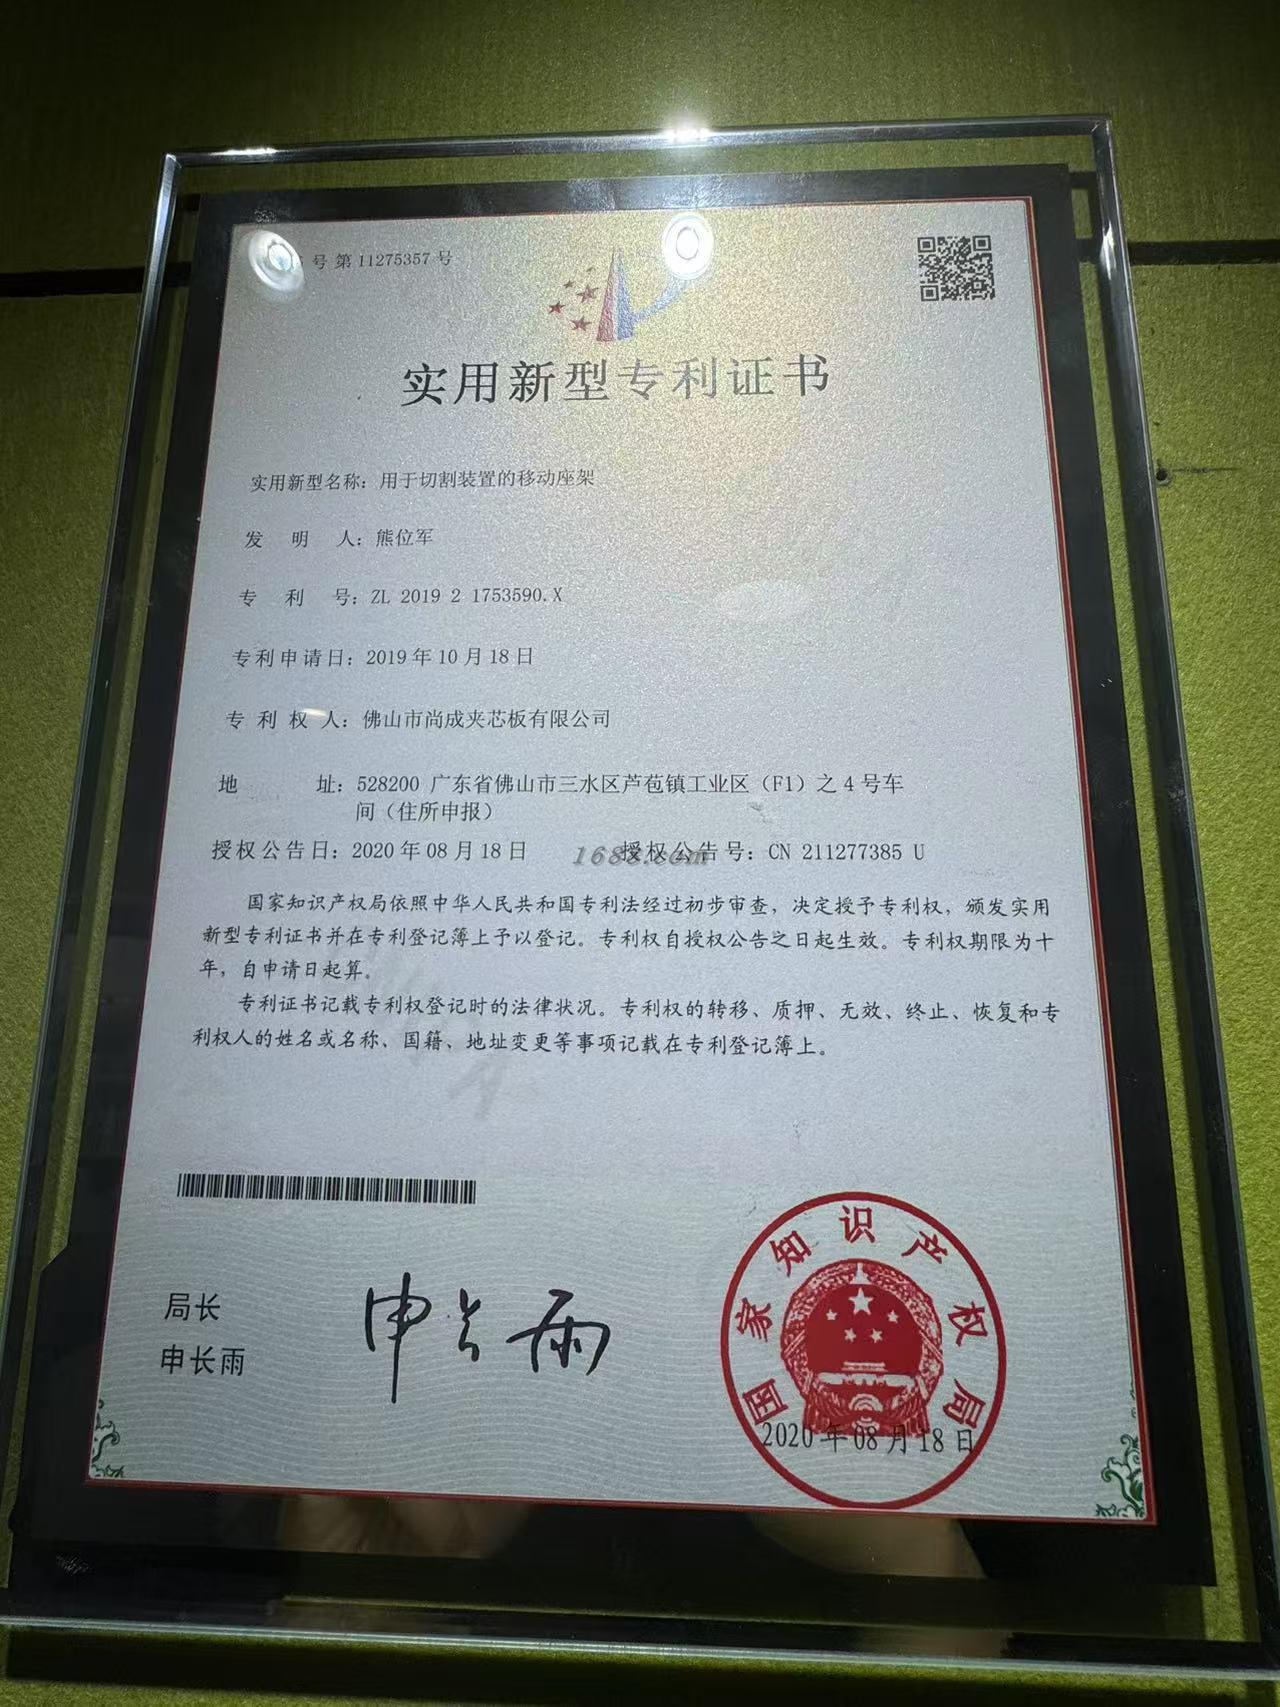 号 第 11275357 号
实用新型专利证书
实用新型名称：用于切割装置的移动座架
发 明 人：熊位军
专 利 号：ZL 2019 2 1753590.X
专利申请日：2019 年 10 月 18 日
专 利 权 人：佛山市尚成夹芯板有限公司
地 址：528200 广东省佛山市三水区芦苞镇工业区（F1）之 4 号车
间（住所申报）
授权公告日：2020 年 08 月 18 日 授权公告号：CN 211277385 U
1688.com
国家知识产权局依照中华人民共和国专利法经过初步审查，决定授予专利权，颁发实用
新型专利证书并在专利登记簿上予以登记。专利权自授权公告之日起生效。专利权期限为十
年，自申请日起算。
专利证书记载专利权登记时的法律状况。专利权的转移、质押、无效、终止、恢复和专
利权人的姓名或名称、国籍、地址变更等事项记载在专利登记簿上。
局长
申长雨
申长雨
国家知识产权局
2020 年 08 月 18 日